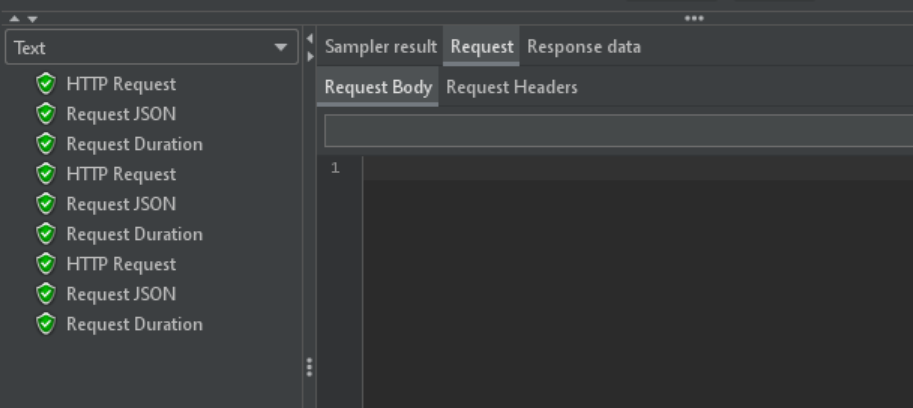 Text
HTTP Request
Request JSON
Request Duration
HTTP Request
Request JSON
Request Duration
HTTP Request
Request JSON
Request Duration
Sampler result Request Response data
Request Body Request Headers
1